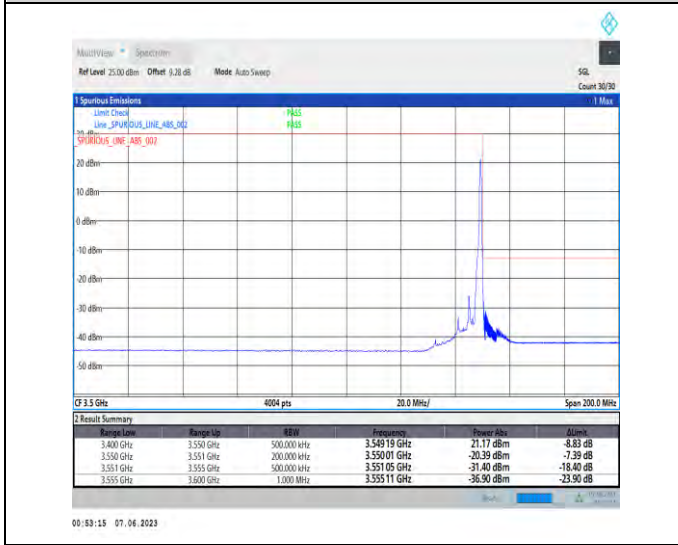 MultiView Spectrum
Ref Level 25.00 dBm Offset 9.28 dB Mode Auto Sweep SGL
Count 30/30
1 Spurious Emissions 1 Max
Limit Check PASS
Line _SPURIOUS_LINE_ABS_002 PASS
_SPURIOUS_LINE_ABS_002
20 dBm
10 dBm
0 dBm
-10 dBm
-20 dBm
-30 dBm
-40 dBm
-50 dBm
CF 3.5 GHz 4004 pts 20.0 MHz/ Span 200.0 MHz
2 Result Summary
Range Low Range Up RBW Frequency Power Abs ΔLimit
3.400 GHz 3.550 GHz 500.000 kHz 3.549 19 GHz 21.17 dBm -8.83 dB
3.550 GHz 3.551 GHz 200.000 kHz 3.550 01 GHz -20.39 dBm -7.39 dB
3.551 GHz 3.555 GHz 500.000 kHz 3.551 05 GHz -31.40 dBm -18.40 dB
3.555 GHz 3.600 GHz 1.000 MHz 3.555 11 GHz -36.90 dBm -23.90 dB
00:53:15 07.06.2023